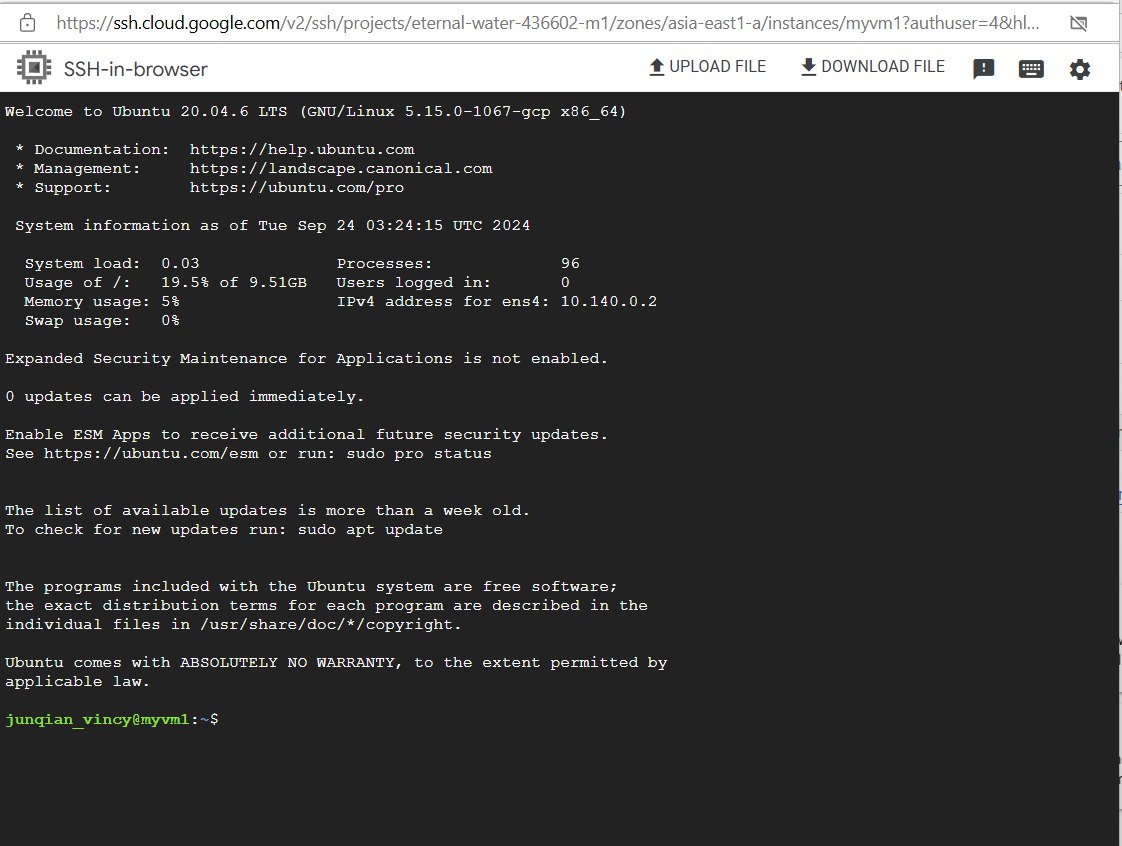 https://ssh.cloud.google.com/v2/ssh/projects/eternal-water-436602-m1/zones/asia-east1-a/instances/myvm1?authuser=4&hl...
SSH-in-browser
UPLOAD FILE
DOWNLOAD FILE
Welcome to Ubuntu 20.04.6 LTS (GNU/Linux 5.15.0-1067-gcp x86_64)
* Documentation:  https://help.ubuntu.com
* Management:     https://landscape.canonical.com
* Support:        https://ubuntu.com/pro
System information as of Tue Sep 24 03:24:15 UTC 2024
System load:  0.03              Processes:             96
Usage of /:   19.5% of 9.51GB   Users logged in:       0
Memory usage: 5%                IPv4 address for ens4: 10.140.0.2
Swap usage:   0%
Expanded Security Maintenance for Applications is not enabled.
0 updates can be applied immediately.
Enable ESM Apps to receive additional future security updates.
See https://ubuntu.com/esm or run: sudo pro status
The list of available updates is more than a week old.
To check for new updates run: sudo apt update
The programs included with the Ubuntu system are free software;
the exact distribution terms for each program are described in the
individual files in /usr/share/doc/*/copyright.
Ubuntu comes with ABSOLUTELY NO WARRANTY, to the extent permitted by
applicable law.
junqian_vincy@myvm1:~$